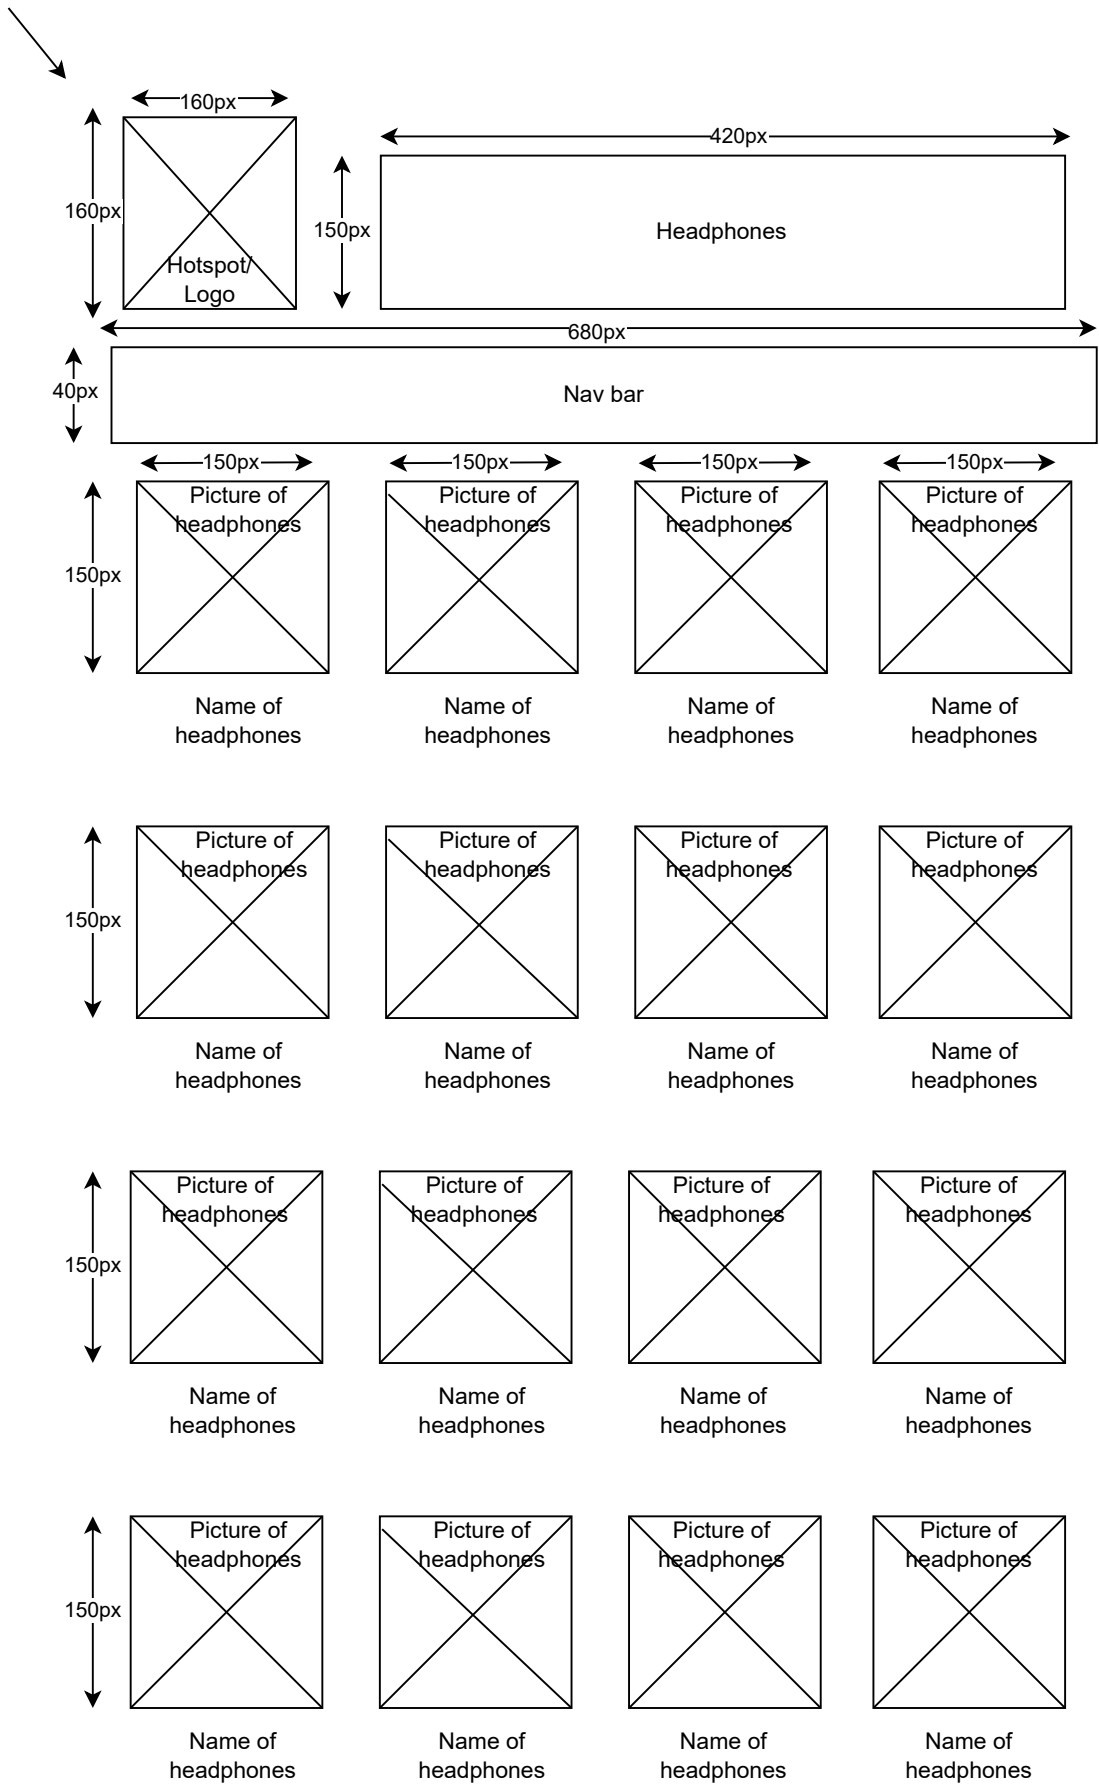 160px
420px
160px
150px
Headphones
Hotspot/
Logo
680px
40px
Nav bar
150px
150px
150px
150px
Picture of
headphones
Picture of
headphones
Picture of
headphones
Picture of
headphones
150px
Name of
headphones
Name of
headphones
Name of
headphones
Name of
headphones
Picture of
headphones
Picture of
headphones
Picture of
headphones
Picture of
headphones
150px
Name of
headphones
Name of
headphones
Name of
headphones
Name of
headphones
Picture of
headphones
Picture of
headphones
Picture of
headphones
Picture of
headphones
150px
Name of
headphones
Name of
headphones
Name of
headphones
Name of
headphones
Picture of
headphones
Picture of
headphones
Picture of
headphones
Picture of
headphones
150px
Name of
headphones
Name of
headphones
Name of
headphones
Name of
headphones